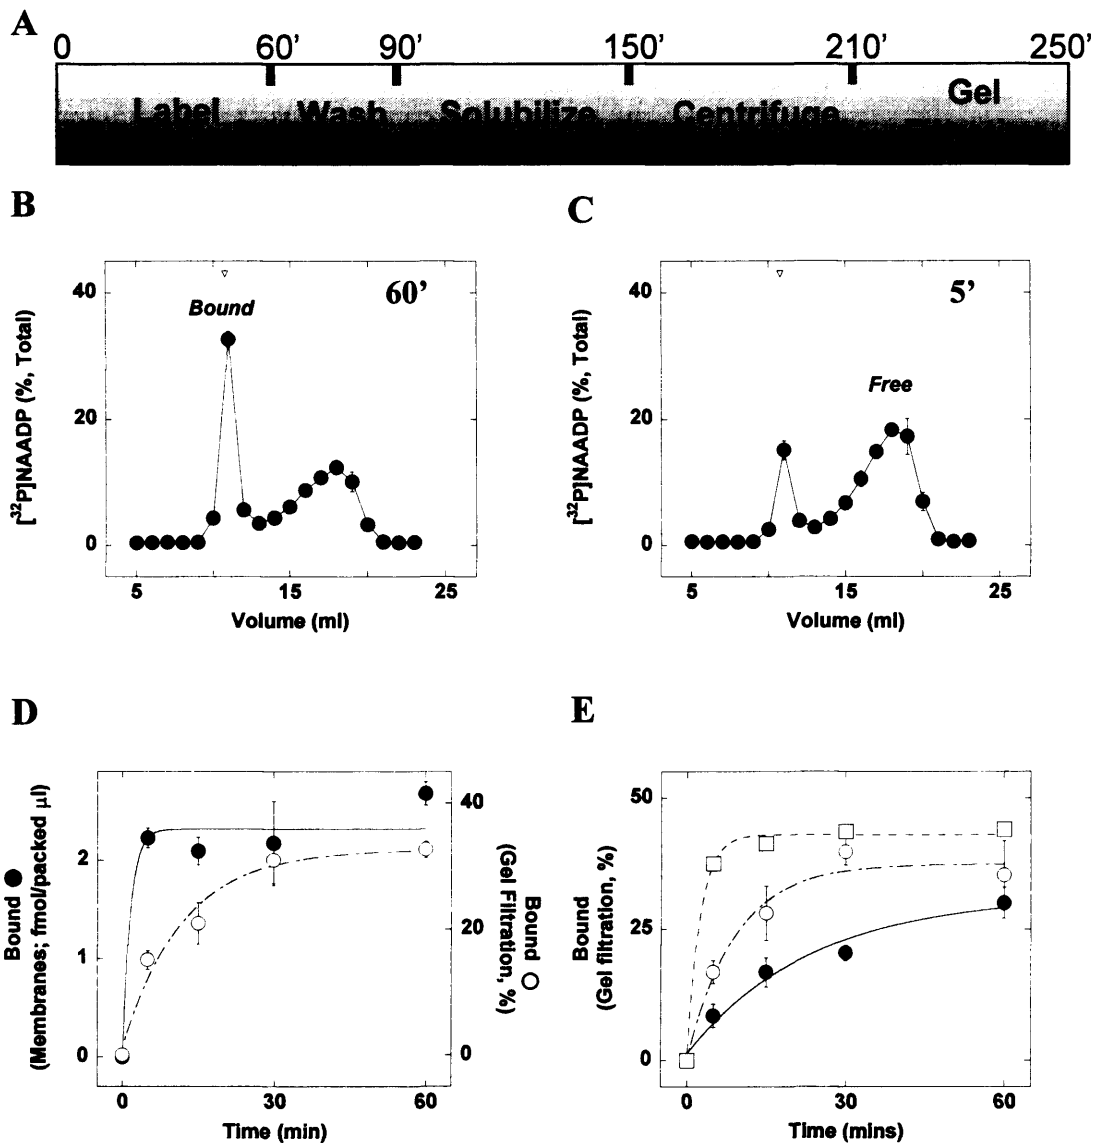 A
0 60’ 90’ 150’ 210’ 250’
Label Wash Solubilize Centrifuge Gel
B
C
Bound
60’
5’
Free
40
20
0
[32P]NAADP (%, Total)
5 15 25
Volume (ml)
40
20
0
[32P]NAADP (%, Total)
5 15 25
Volume (ml)
D
E
Bound
(Membranes; fmol/packed µl)
2
1
0
40
20
0
Bound
(Gel Filtration, %)
0 30 60
Time (min)
Bound
(Gel filtration, %)
50
25
0
0 30 60
Time (mins)